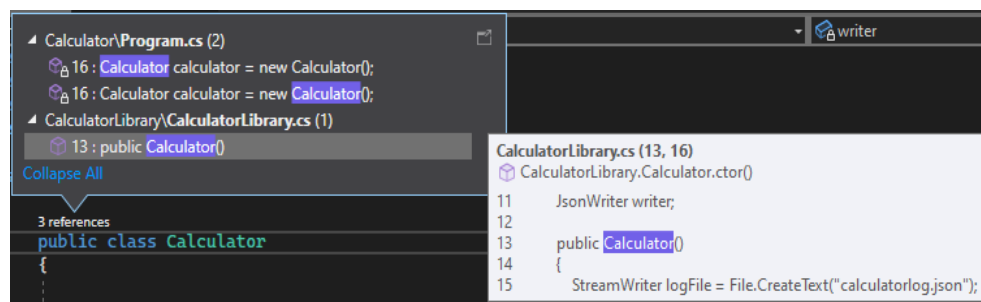 writer
Calculator\Program.cs (2)
16 : Calculator calculator = new Calculator();
16 : Calculator calculator = new Calculator();
CalculatorLibrary\CalculatorLibrary.cs (1)
13 : public Calculator()
Collapse All
3 references
public class Calculator
{
CalculatorLibrary.cs (13, 16)
CalculatorLibrary.Calculator.ctor()
11 JsonWriter writer;
12
13 public Calculator()
14 {
15 StreamWriter logFile = File.CreateText("calculatorlog.json");